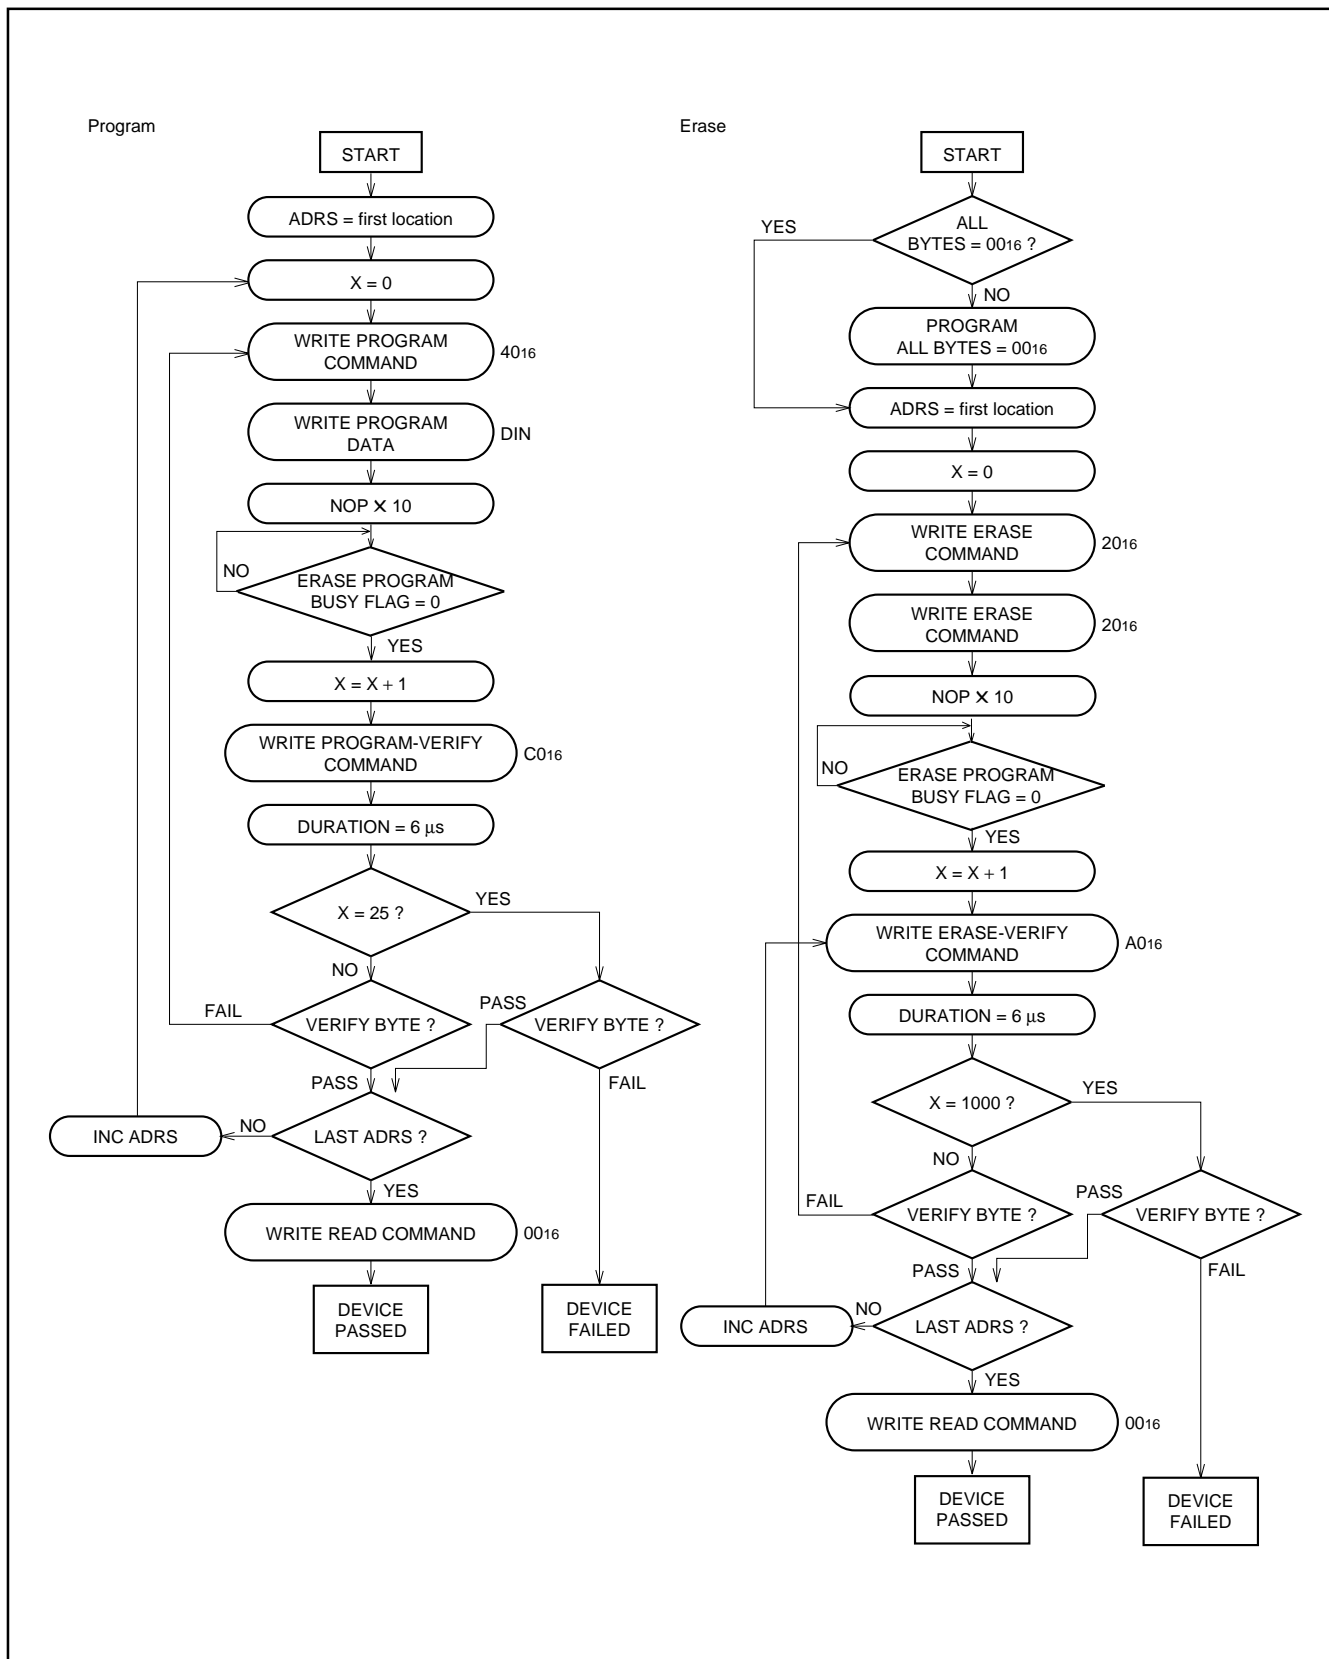 Program
START
ADRS = first location
X = 0
WRITE PROGRAM
COMMAND
4016
WRITE PROGRAM
DATA
DIN
NOP × 10
NO
ERASE PROGRAM
BUSY FLAG = 0
YES
X = X + 1
WRITE PROGRAM-VERIFY
COMMAND
C016
DURATION = 6 µs
X = 25 ?
YES
NO
FAIL
VERIFY BYTE ?
PASS
VERIFY BYTE ?
PASS
FAIL
INC ADRS
NO
LAST ADRS ?
YES
WRITE READ COMMAND
0016
DEVICE
PASSED
DEVICE
FAILED
Erase
START
YES
ALL
BYTES = 0016 ?
NO
PROGRAM
ALL BYTES = 0016
ADRS = first location
X = 0
WRITE ERASE
COMMAND
2016
WRITE ERASE
COMMAND
2016
NOP × 10
NO
ERASE PROGRAM
BUSY FLAG = 0
YES
X = X + 1
WRITE ERASE-VERIFY
COMMAND
A016
DURATION = 6 µs
X = 1000 ?
YES
NO
FAIL
VERIFY BYTE ?
PASS
VERIFY BYTE ?
PASS
FAIL
INC ADRS
NO
LAST ADRS ?
YES
WRITE READ COMMAND
0016
DEVICE
PASSED
DEVICE
FAILED